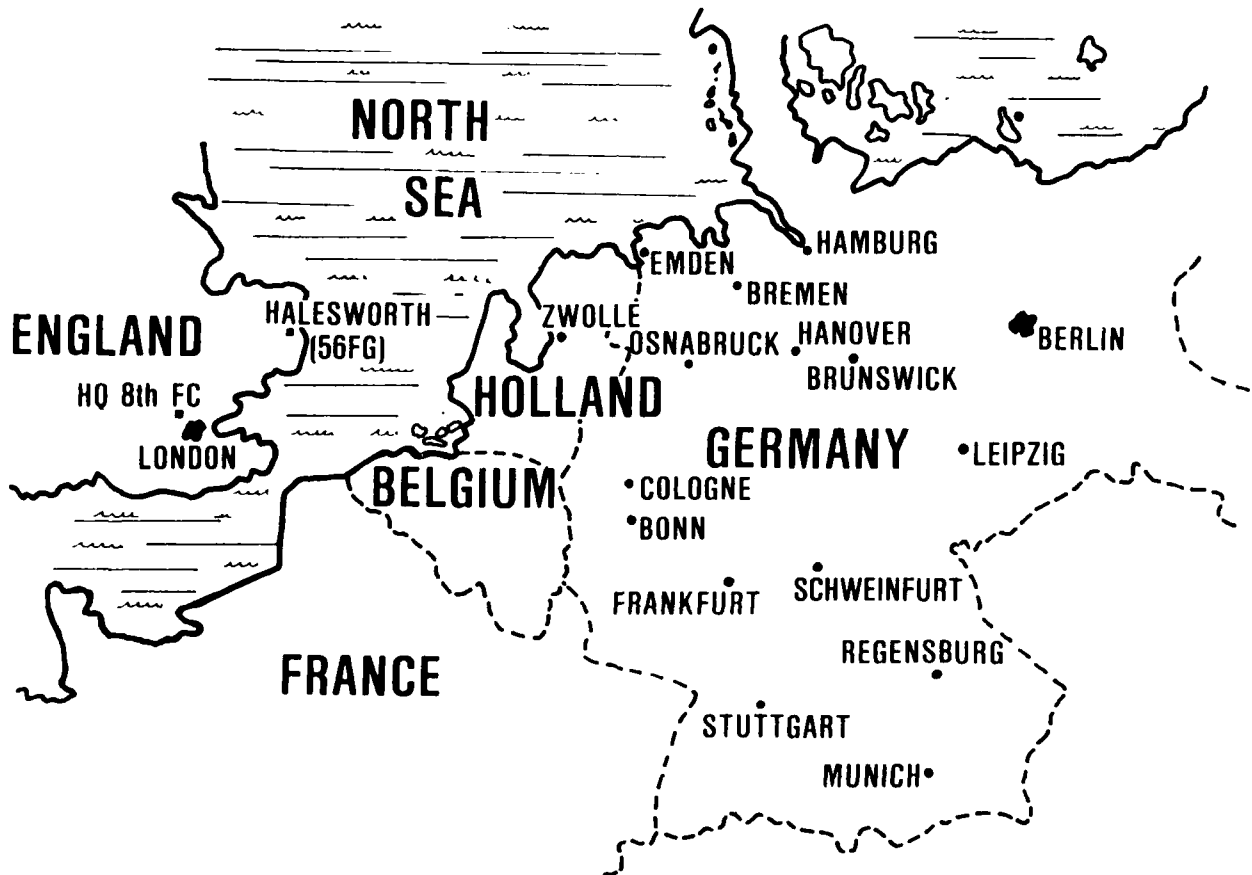 NORTH
SEA
HAMBURG
EMDEN
BREMEN
ENGLAND
HALESWORTH
(56FG)
ZWOLLE
OSNABRUCK
HANOVER
BERLIN
BRUNSWICK
HQ 8th FC
HOLLAND
LONDON
GERMANY
LEIPZIG
BELGIUM
COLOGNE
BONN
FRANKFURT
SCHWEINFURT
REGENSBURG
FRANCE
STUTTGART
MUNICH